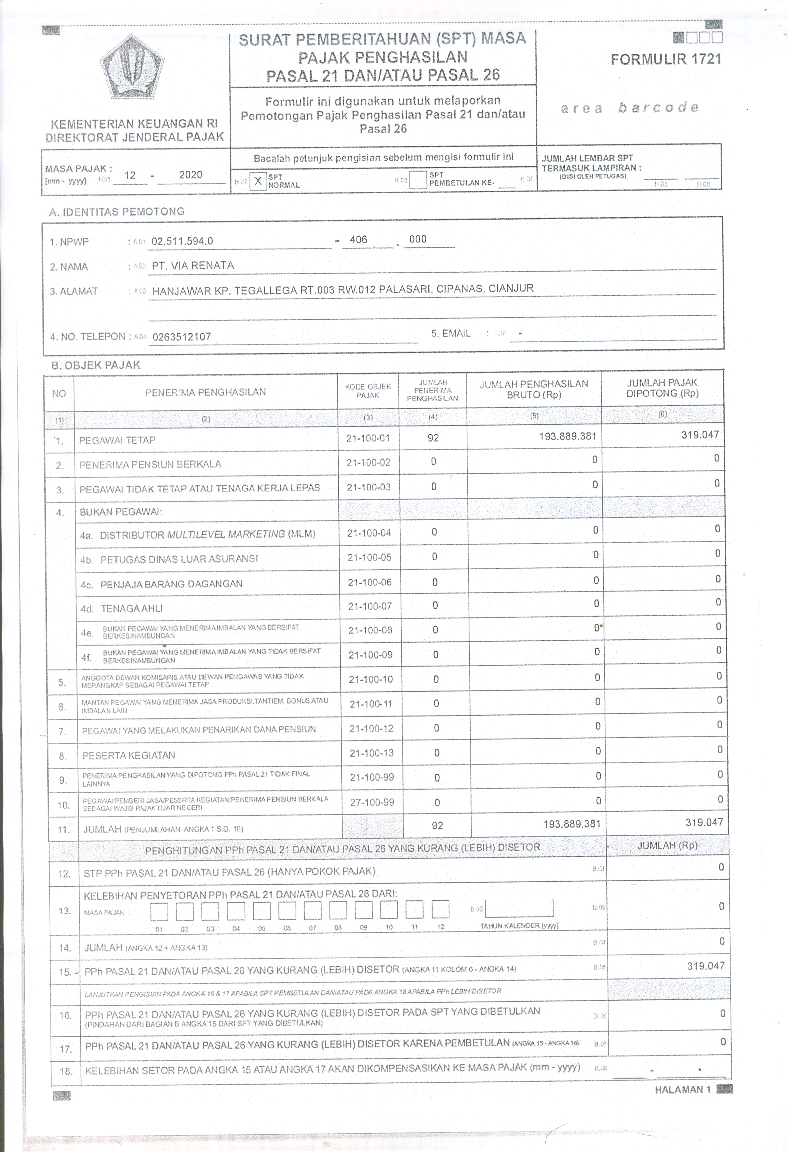 SURAT PEMBERITAHUAN (SPT) MASA
PAJAK PENGHASILAN
PASAL 21 DAN/ATAU PASAL 26
FORMULIR 1721
Formulir ini digunakan untuk melaporkan
Pemotongan Pajak Penghasilan Pasal 21 dan/atau
Pasal 26
area barcode
KEMENTERIAN KEUANGAN RI
DIREKTORAT JENDERAL PAJAK
Bacalah petunjuk pengisian sebelum mengisi formulir ini
MASA PAJAK :
[mm - yyyy] H.01 12 - 2020
X SPT NORMAL
SPT PEMBETULAN KE-
JUMLAH LEMBAR SPT
TERMASUK LAMPIRAN :
(DIISI OLEH PETUGAS)
A. IDENTITAS PEMOTONG
1. NPWP : A.01 02.511.594.0 - 406 . 000
2. NAMA : A.02 PT. VIA RENATA
3. ALAMAT : A.03 HANJAWAR KP. TEGALLEGA RT.003 RW.012 PALASARI, CIPANAS, CIANJUR
4. NO. TELEPON : A.04 0263512107 5. EMAIL : -
B. OBJEK PAJAK
NO PENERIMA PENGHASILAN KODE OBJEK PAJAK JUMLAH PENERIMA PENGHASILAN JUMLAH PENGHASILAN BRUTO (Rp) JUMLAH PAJAK DIPOTONG (Rp)
(1) (2) (3) (4) (5) (6)
1. PEGAWAI TETAP 21-100-01 92 193.889.381 319.047
2. PENERIMA PENSIUN BERKALA 21-100-02 0 0 0
3. PEGAWAI TIDAK TETAP ATAU TENAGA KERJA LEPAS 21-100-03 0 0 0
4. BUKAN PEGAWAI:
4a. DISTRIBUTOR MULTILEVEL MARKETING (MLM) 21-100-04 0 0 0
4b. PETUGAS DINAS LUAR ASURANSI 21-100-05 0 0 0
4c. PENJAJA BARANG DAGANGAN 21-100-06 0 0 0
4d. TENAGA AHLI 21-100-07 0 0 0
4e. BUKAN PEGAWAI YANG MENERIMA IMBALAN YANG BERSIFAT BERKESINAMBUNGAN 21-100-08 0 0 0
4f. BUKAN PEGAWAI YANG MENERIMA IMBALAN YANG TIDAK BERSIFAT BERKESINAMBUNGAN 21-100-09 0 0 0
5. ANGGOTA DEWAN KOMISARIS ATAU DEWAN PENGAWAS YANG TIDAK MERANGKAP SEBAGAI PEGAWAI TETAP 21-100-10 0 0 0
6. MANTAN PEGAWAI YANG MENERIMA JASA PRODUKSI, TANTIEM, BONUS ATAU IMBALAN LAIN 21-100-11 0 0 0
7. PEGAWAI YANG MELAKUKAN PENARIKAN DANA PENSIUN 21-100-12 0 0 0
8. PESERTA KEGIATAN 21-100-13 0 0 0
9. PENERIMA PENGHASILAN YANG DIPOTONG PPh PASAL 21 TIDAK FINAL LAINNYA 21-100-99 0 0 0
10. PEGAWAI/PEMBERI JASA/PESERTA KEGIATAN/PENERIMA PENSIUN BERKALA SEBAGAI WAJIB PAJAK LUAR NEGERI 27-100-99 0 0 0
11. JUMLAH (PENJUMLAHAN ANGKA 1 S.D. 10) 92 193.889.381 319.047
PENGHITUNGAN PPh PASAL 21 DAN/ATAU PASAL 26 YANG KURANG (LEBIH) DISETOR JUMLAH (Rp)
12. STP PPh PASAL 21 DAN/ATAU PASAL 26 (HANYA POKOK PAJAK) B.01 0
13. KELEBIHAN PENYETORAN PPh PASAL 21 DAN/ATAU PASAL 26 DARI:
MASA PAJAK : B.02 B.03 0
01 02 03 04 05 06 07 08 09 10 11 12 TAHUN KALENDER [yyyy]
14. JUMLAH (ANGKA 12 + ANGKA 13) B.04 0
15. PPh PASAL 21 DAN/ATAU PASAL 26 YANG KURANG (LEBIH) DISETOR (ANGKA 11 KOLOM 6 - ANGKA 14) B.05 319.047
LANJUTKAN PENGISIAN PADA ANGKA 16 & 17 APABILA SPT PEMBETULAN DAN/ATAU PADA ANGKA 18 APABILA PPh LEBIH DISETOR
16. PPh PASAL 21 DAN/ATAU PASAL 26 YANG KURANG (LEBIH) DISETOR PADA SPT YANG DIBETULKAN
(PINDAHAN DARI BAGIAN B ANGKA 15 DARI SPT YANG DIBETULKAN) 0
17. PPh PASAL 21 DAN/ATAU PASAL 26 YANG KURANG (LEBIH) DISETOR KARENA PEMBETULAN (ANGKA 15 - ANGKA 16) 0
18. KELEBIHAN SETOR PADA ANGKA 15 ATAU ANGKA 17 AKAN DIKOMPENSASIKAN KE MASA PAJAK (mm - yyyy) -
HALAMAN 1